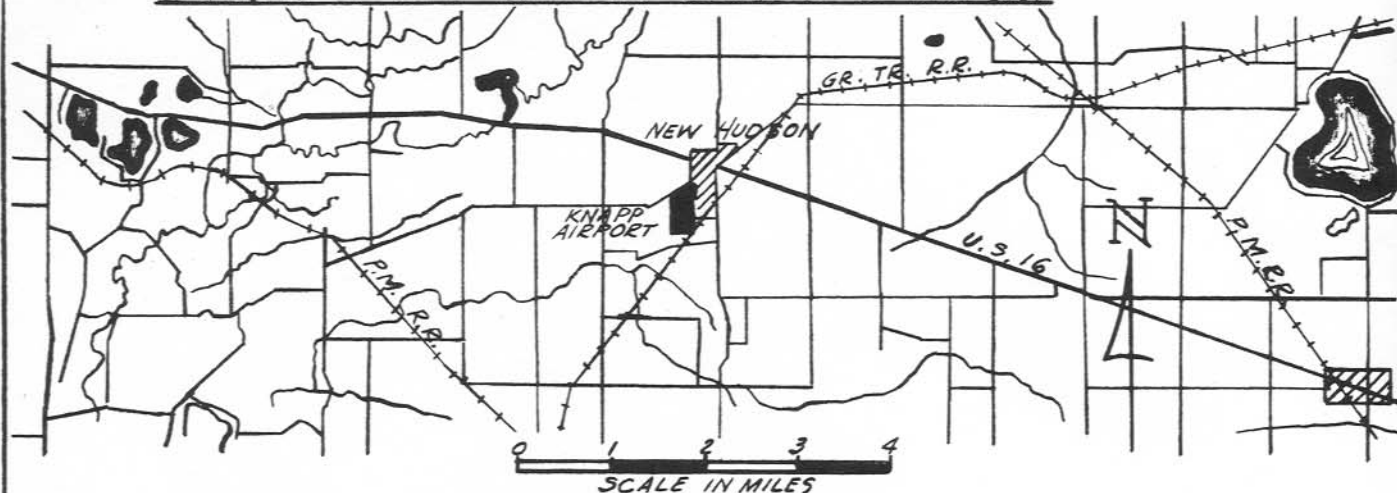 GR. TR. R.R.
NEW HUDSON
KNAPP
AIRPORT
N
U.S. 16
P.M. R.R.
P.M. R.R.
0 1 2 3 4
SCALE IN MILES